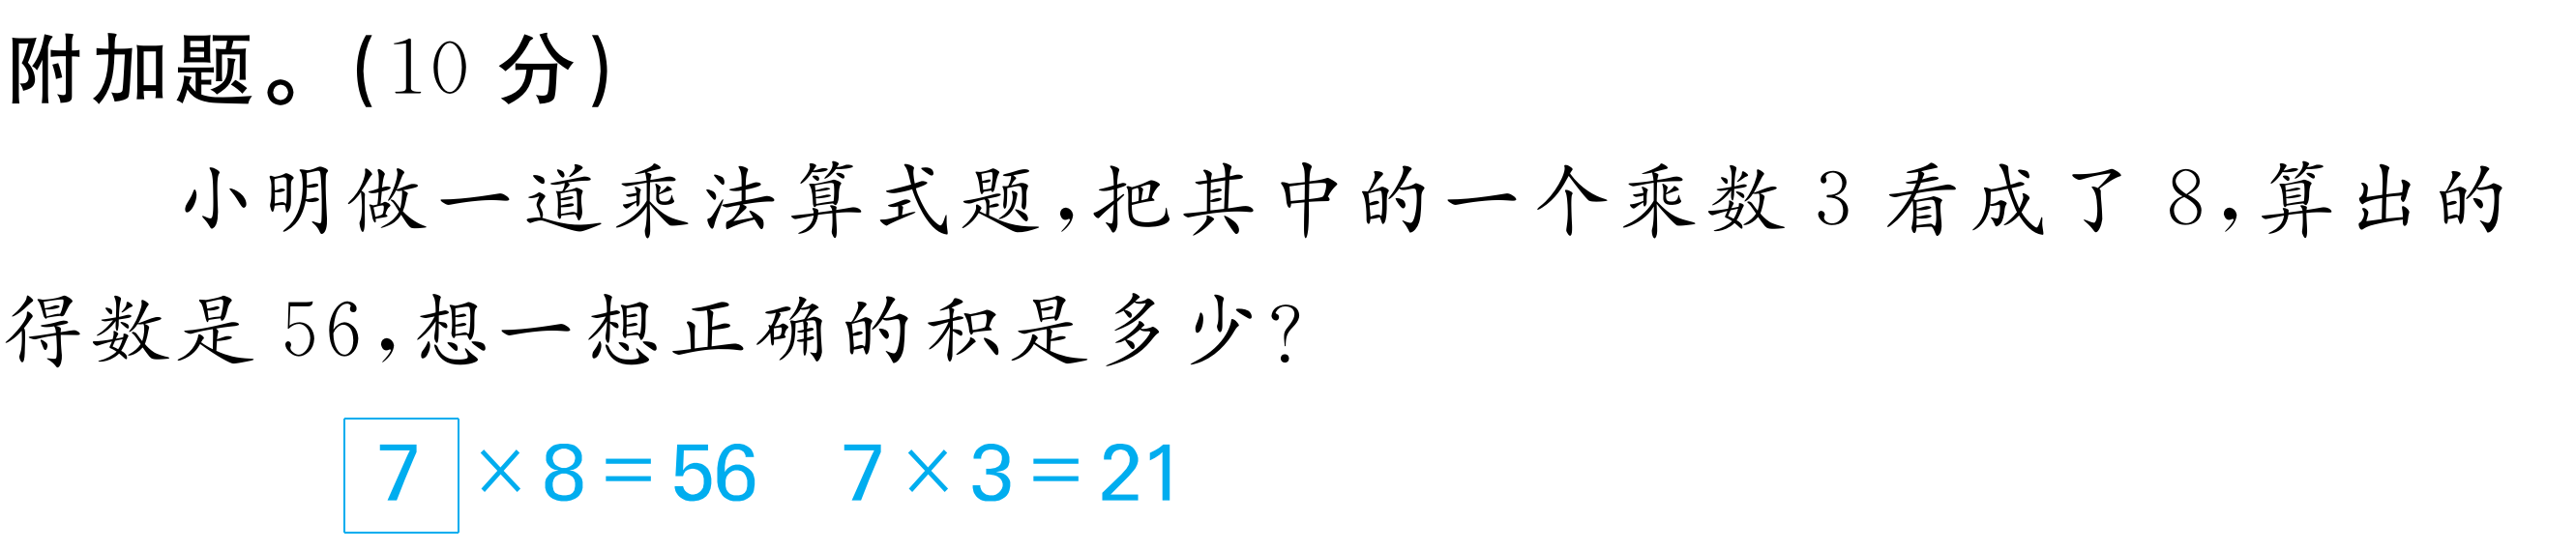 附加题。(10 分)
小明做一道乘法算式题,把其中的一个乘数 3 看成了 8,算出的
得数是 56,想一想正确的积是多少?
7 × 8 = 56 7 × 3 = 21